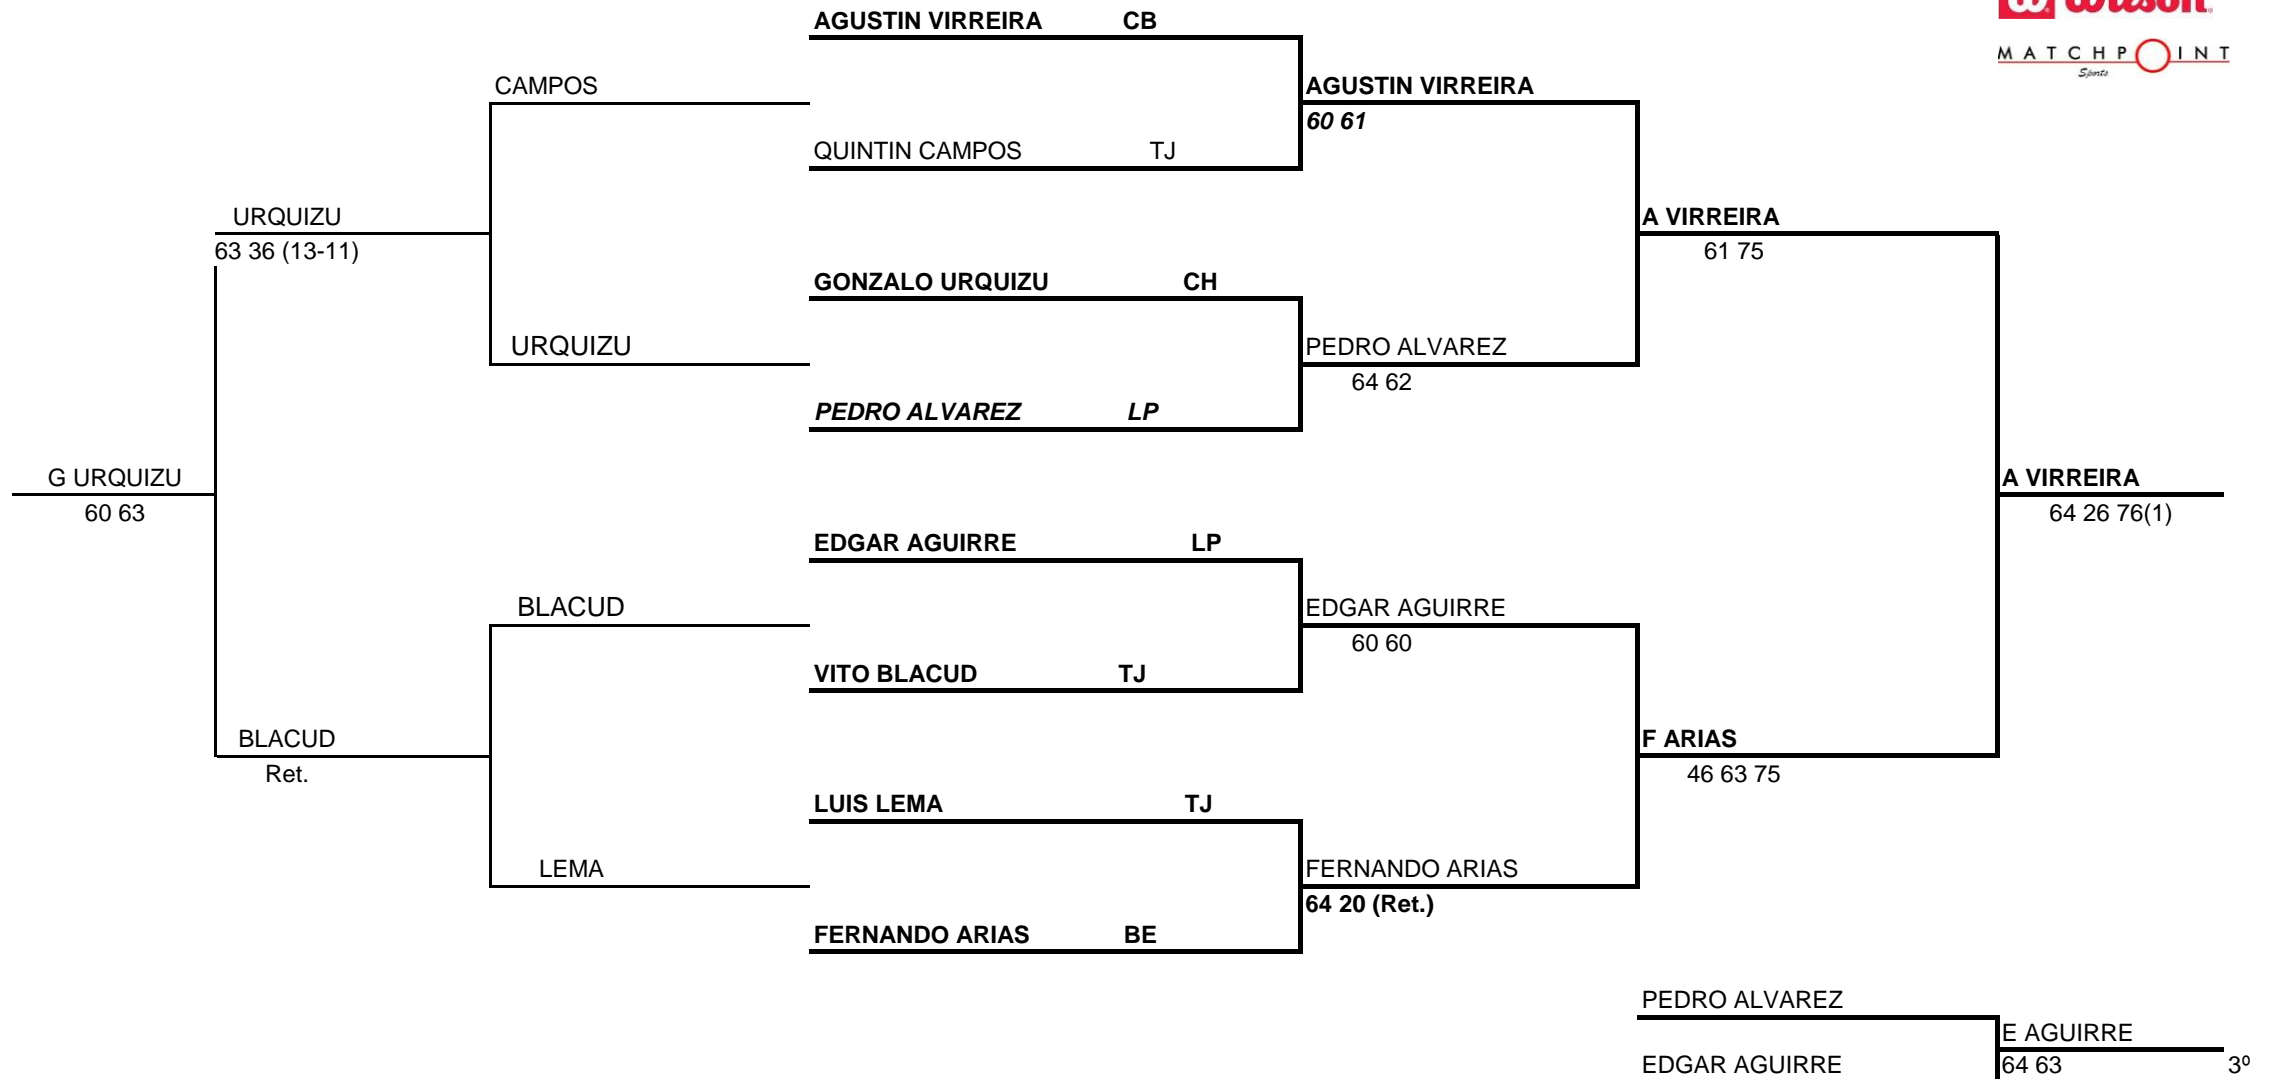 Wilson
AGUSTIN VIRREIRA CB
MATCHPOINT
Sports
CAMPOS
AGUSTIN VIRREIRA
60 61
QUINTIN CAMPOS TJ
URQUIZU
63 36 (13-11)
A VIRREIRA
61 75
GONZALO URQUIZU CH
URQUIZU
PEDRO ALVAREZ
64 62
PEDRO ALVAREZ LP
G URQUIZU
60 63
A VIRREIRA
64 26 76(1)
EDGAR AGUIRRE LP
BLACUD
EDGAR AGUIRRE
60 60
VITO BLACUD TJ
BLACUD
Ret.
F ARIAS
46 63 75
LUIS LEMA TJ
LEMA
FERNANDO ARIAS
64 20 (Ret.)
FERNANDO ARIAS BE
PEDRO ALVAREZ
E AGUIRRE
EDGAR AGUIRRE
64 63 3º